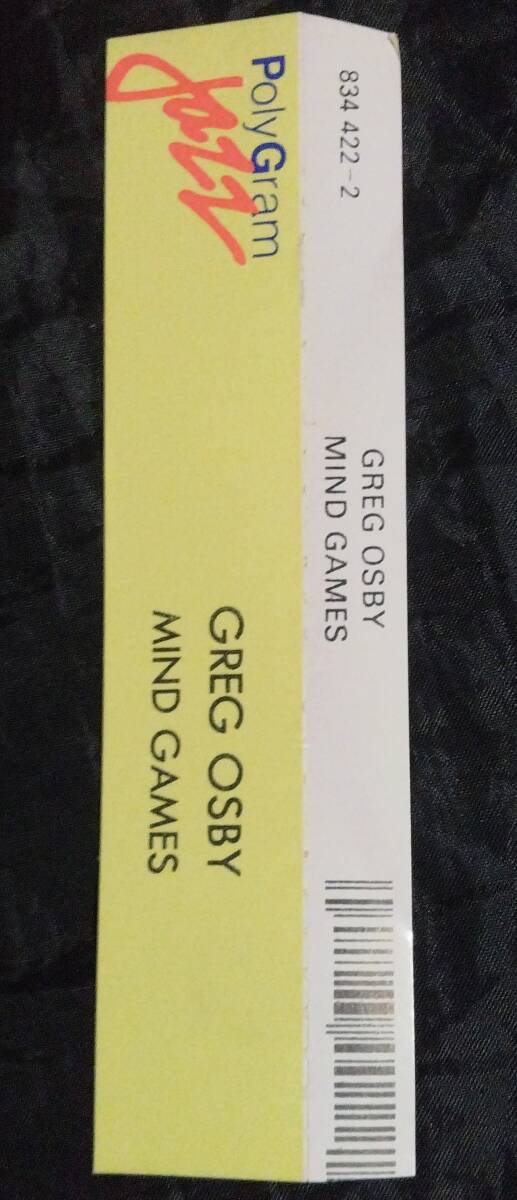 PolyGram
jazz
GREG OSBY
MIND GAMES
834 422-2
GREG OSBY
MIND GAMES